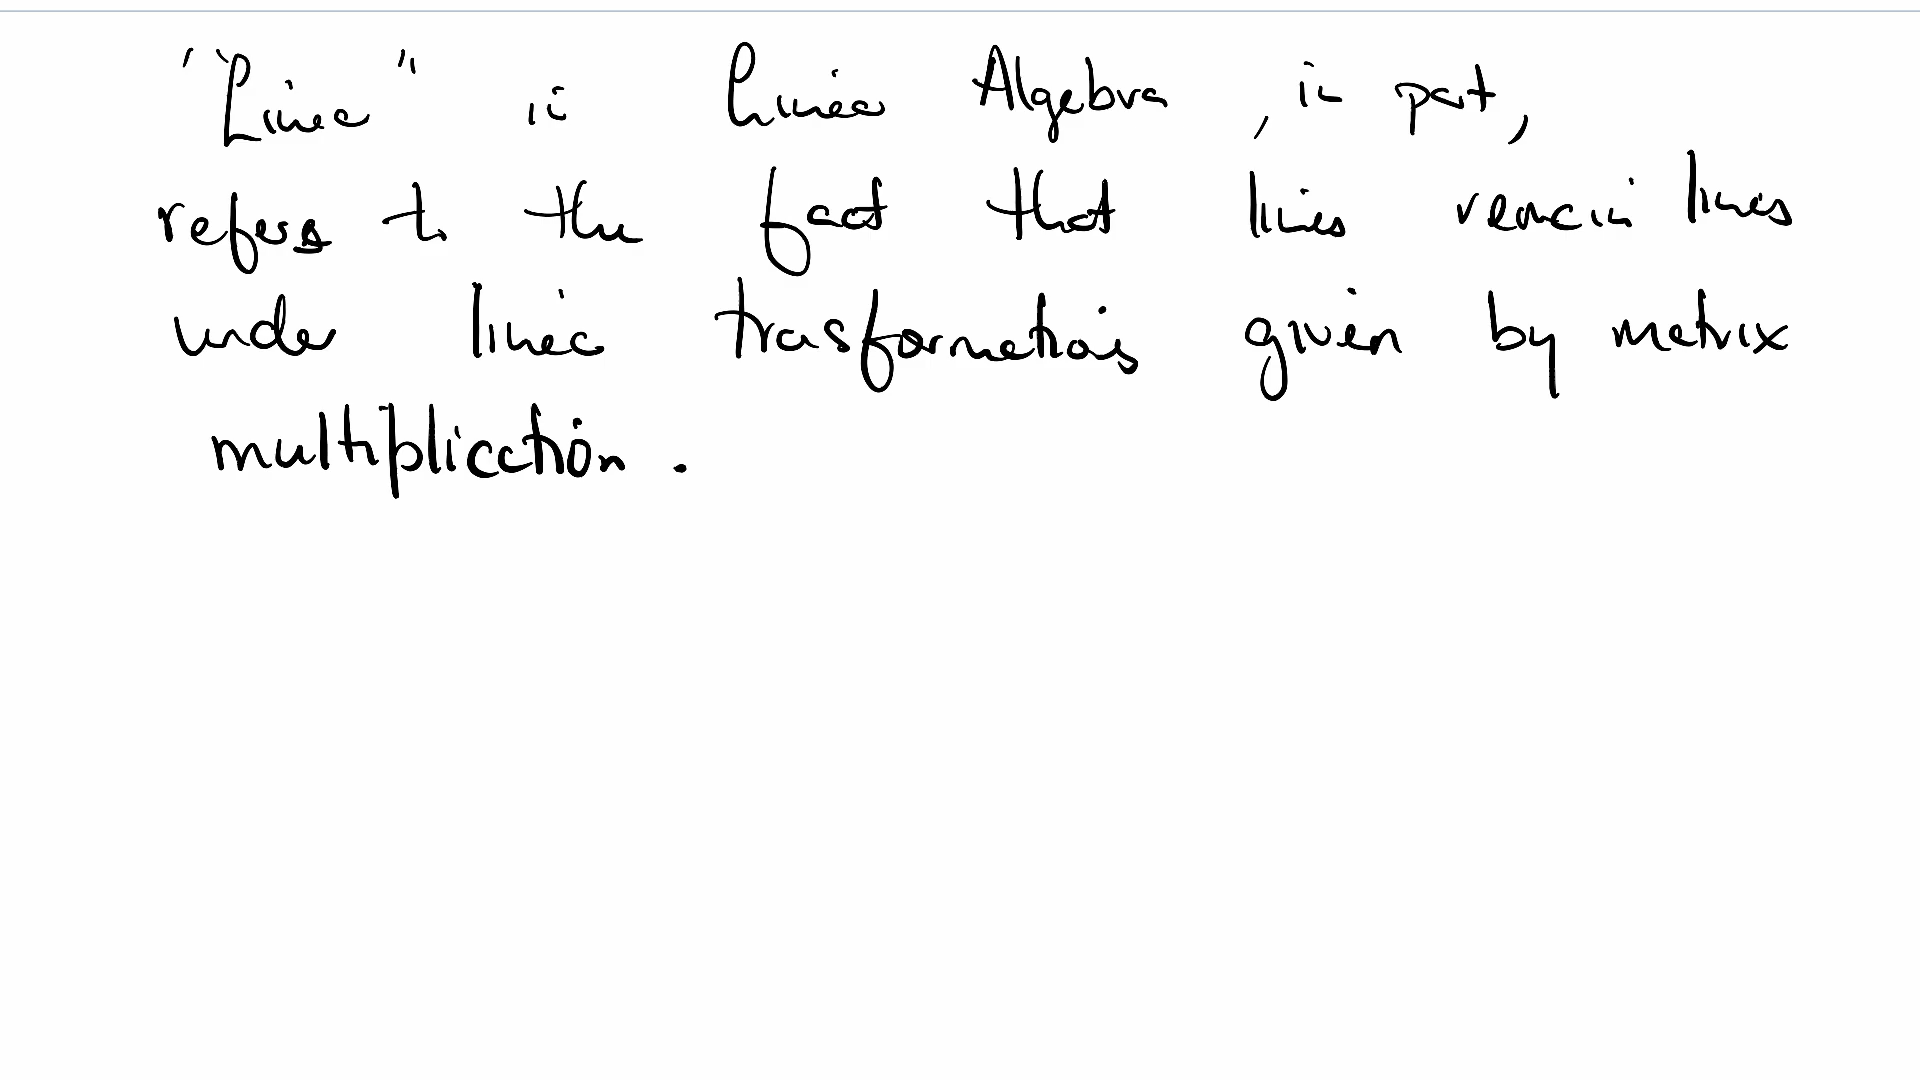 "Linear" in Linear Algebra, in part,
refers to the fact that lines remain lines
under linear trasformations given by matrix
multiplication.